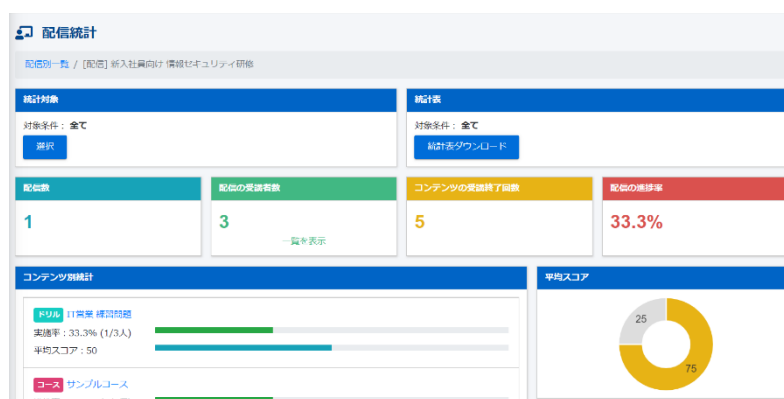 配信統計
配信別一覧 / [配信] 新入社員向け 情報セキュリティ研修
統計対象
対象条件： 全て
選択
統計表
対象条件： 全て
統計表ダウンロード
配信数
1
配信の受講者数
3
一覧を表示
コンテンツの受講終了回数
5
配信の進捗率
33.3%
コンテンツ別統計
ドリル IT営業 練習問題
実施率：33.3% (1/3人)
平均スコア：50
コース サンプルコース
平均スコア
25
75